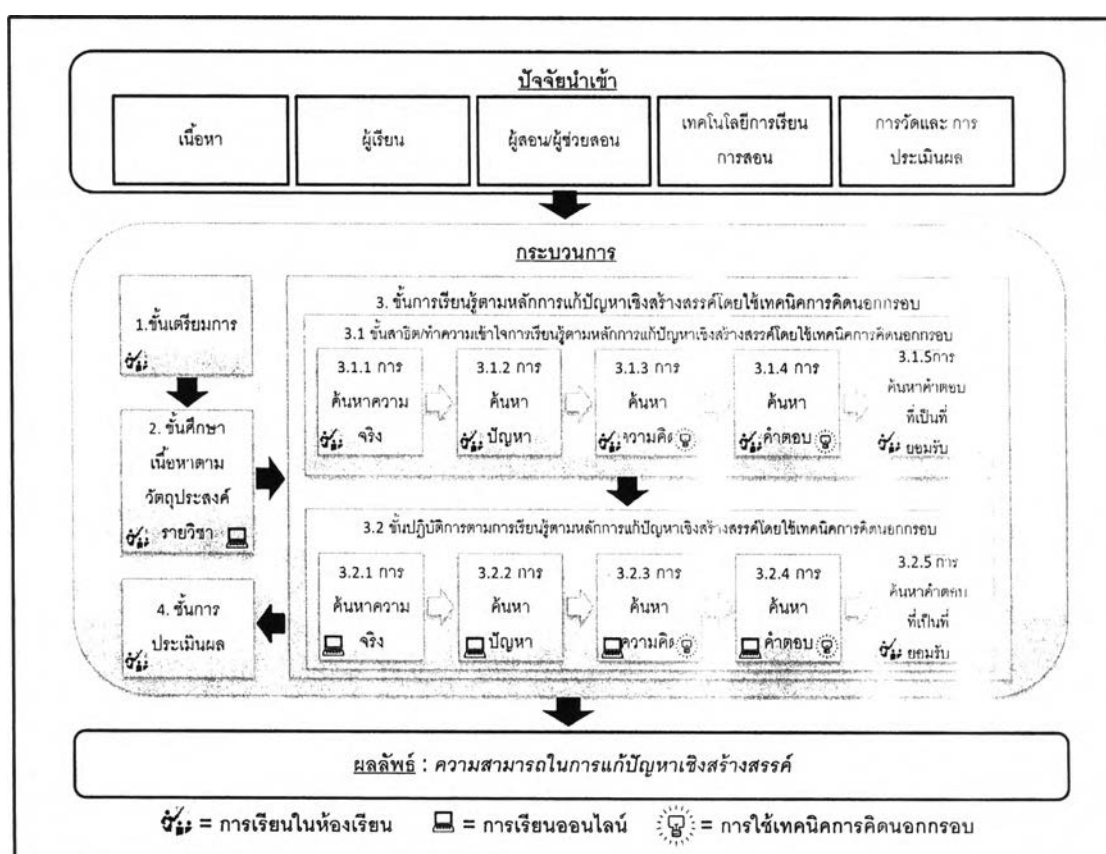 ปัจจัยนำเข้า
เนื้อหา
ผู้เรียน
ผู้สอน/ผู้ช่วยสอน
เทคโนโลยีการเรียน
การสอน
การวัดและ การ
ประเมินผล
กระบวนการ
1.ขั้นเตรียมการ
2. ขั้นศึกษา
เนื้อหาตาม
วัตถุประสงค์
รายวิชา
3. ขั้นการเรียนรู้ตามหลักการแก้ปัญหาเชิงสร้างสรรค์โดยใช้เทคนิคการคิดนอกกรอบ
3.1 ขั้นสาธิต/ทำความเข้าใจการเรียนรู้ตามหลักการแก้ปัญหาเชิงสร้างสรรค์โดยใช้เทคนิคการคิดนอกกรอบ
3.1.1 การ
ค้นหาความ
จริง
3.1.2 การ
ค้นหา
ปัญหา
3.1.3 การ
ค้นหา
ความคิด
3.1.4 การ
ค้นหา
คำตอบ
3.1.5การ
ค้นหาคำตอบ
ที่เป็นที่
ยอมรับ
3.2 ขั้นปฏิบัติการตามการเรียนรู้ตามหลักการแก้ปัญหาเชิงสร้างสรรค์โดยใช้เทคนิคการคิดนอกกรอบ
3.2.1 การ
ค้นหาความ
จริง
3.2.2 การ
ค้นหา
ปัญหา
3.2.3 การ
ค้นหา
ความคิด
3.2.4 การ
ค้นหา
คำตอบ
3.2.5 การ
ค้นหาคำตอบ
ที่เป็นที่
ยอมรับ
4. ขั้นการ
ประเมินผล
ผลลัพธ์ : ความสามารถในการแก้ปัญหาเชิงสร้างสรรค์
= การเรียนในห้องเรียน
= การเรียนออนไลน์
= การใช้เทคนิคการคิดนอกกรอบ